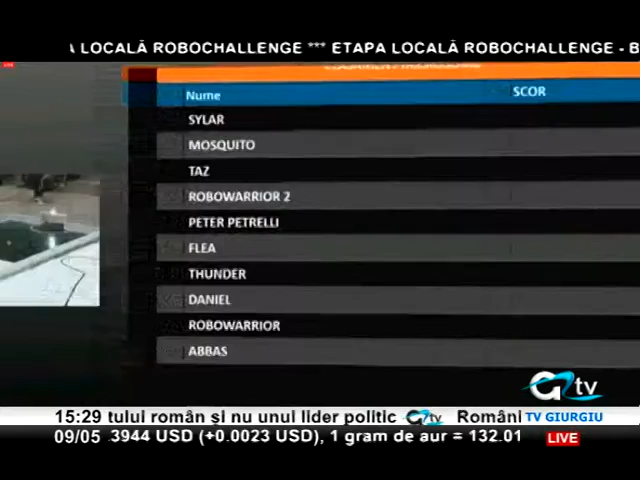 LOCALĂ ROBOCHALLENGE *** ETAPA LOCALĂ ROBOCHALLENGE - B
LIVE
Nume SCOR
SYLAR
MOSQUITO
TAZ
ROBOWARRIOR 2
PETER PETRELLI
FLEA
THUNDER
DANIEL
ROBOWARRIOR
ABBAS
G tv
15:29 tului român și nu unul lider politic G tv Români TV GIURGIU
09/05 .3944 USD (+0.0023 USD), 1 gram de aur = 132.01 LIVE